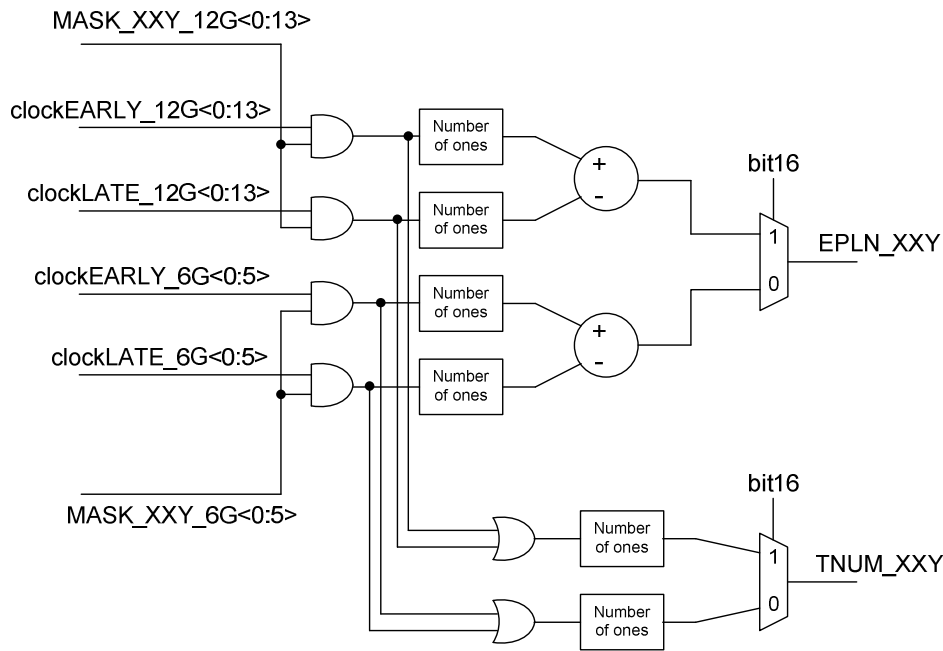 MASK_XXY_12G<0:13>
clockEARLY_12G<0:13>
Number
of ones
+
-
bit16
clockLATE_12G<0:13>
Number
of ones
1
EPLN_XXY
0
clockEARLY_6G<0:5>
Number
of ones
+
-
clockLATE_6G<0:5>
Number
of ones
MASK_XXY_6G<0:5>
bit16
Number
of ones
1
TNUM_XXY
0
Number
of ones